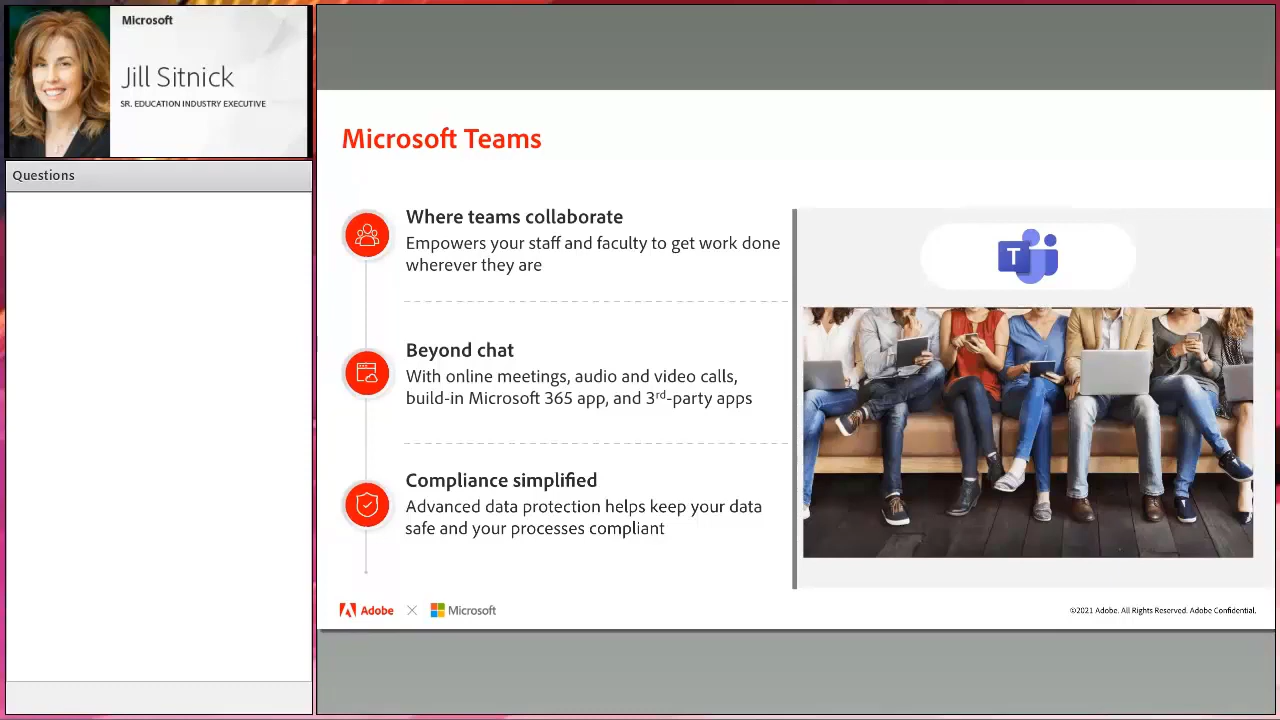 Microsoft
Jill Sitnick
SR. EDUCATION INDUSTRY EXECUTIVE
Questions
Microsoft Teams
Where teams collaborate
Empowers your staff and faculty to get work done
wherever they are
Beyond chat
With online meetings, audio and video calls,
build-in Microsoft 365 app, and 3rd-party apps
Compliance simplified
Advanced data protection helps keep your data
safe and your processes compliant
T
Adobe × Microsoft
©2021 Adobe. All Rights Reserved. Adobe Confidential.